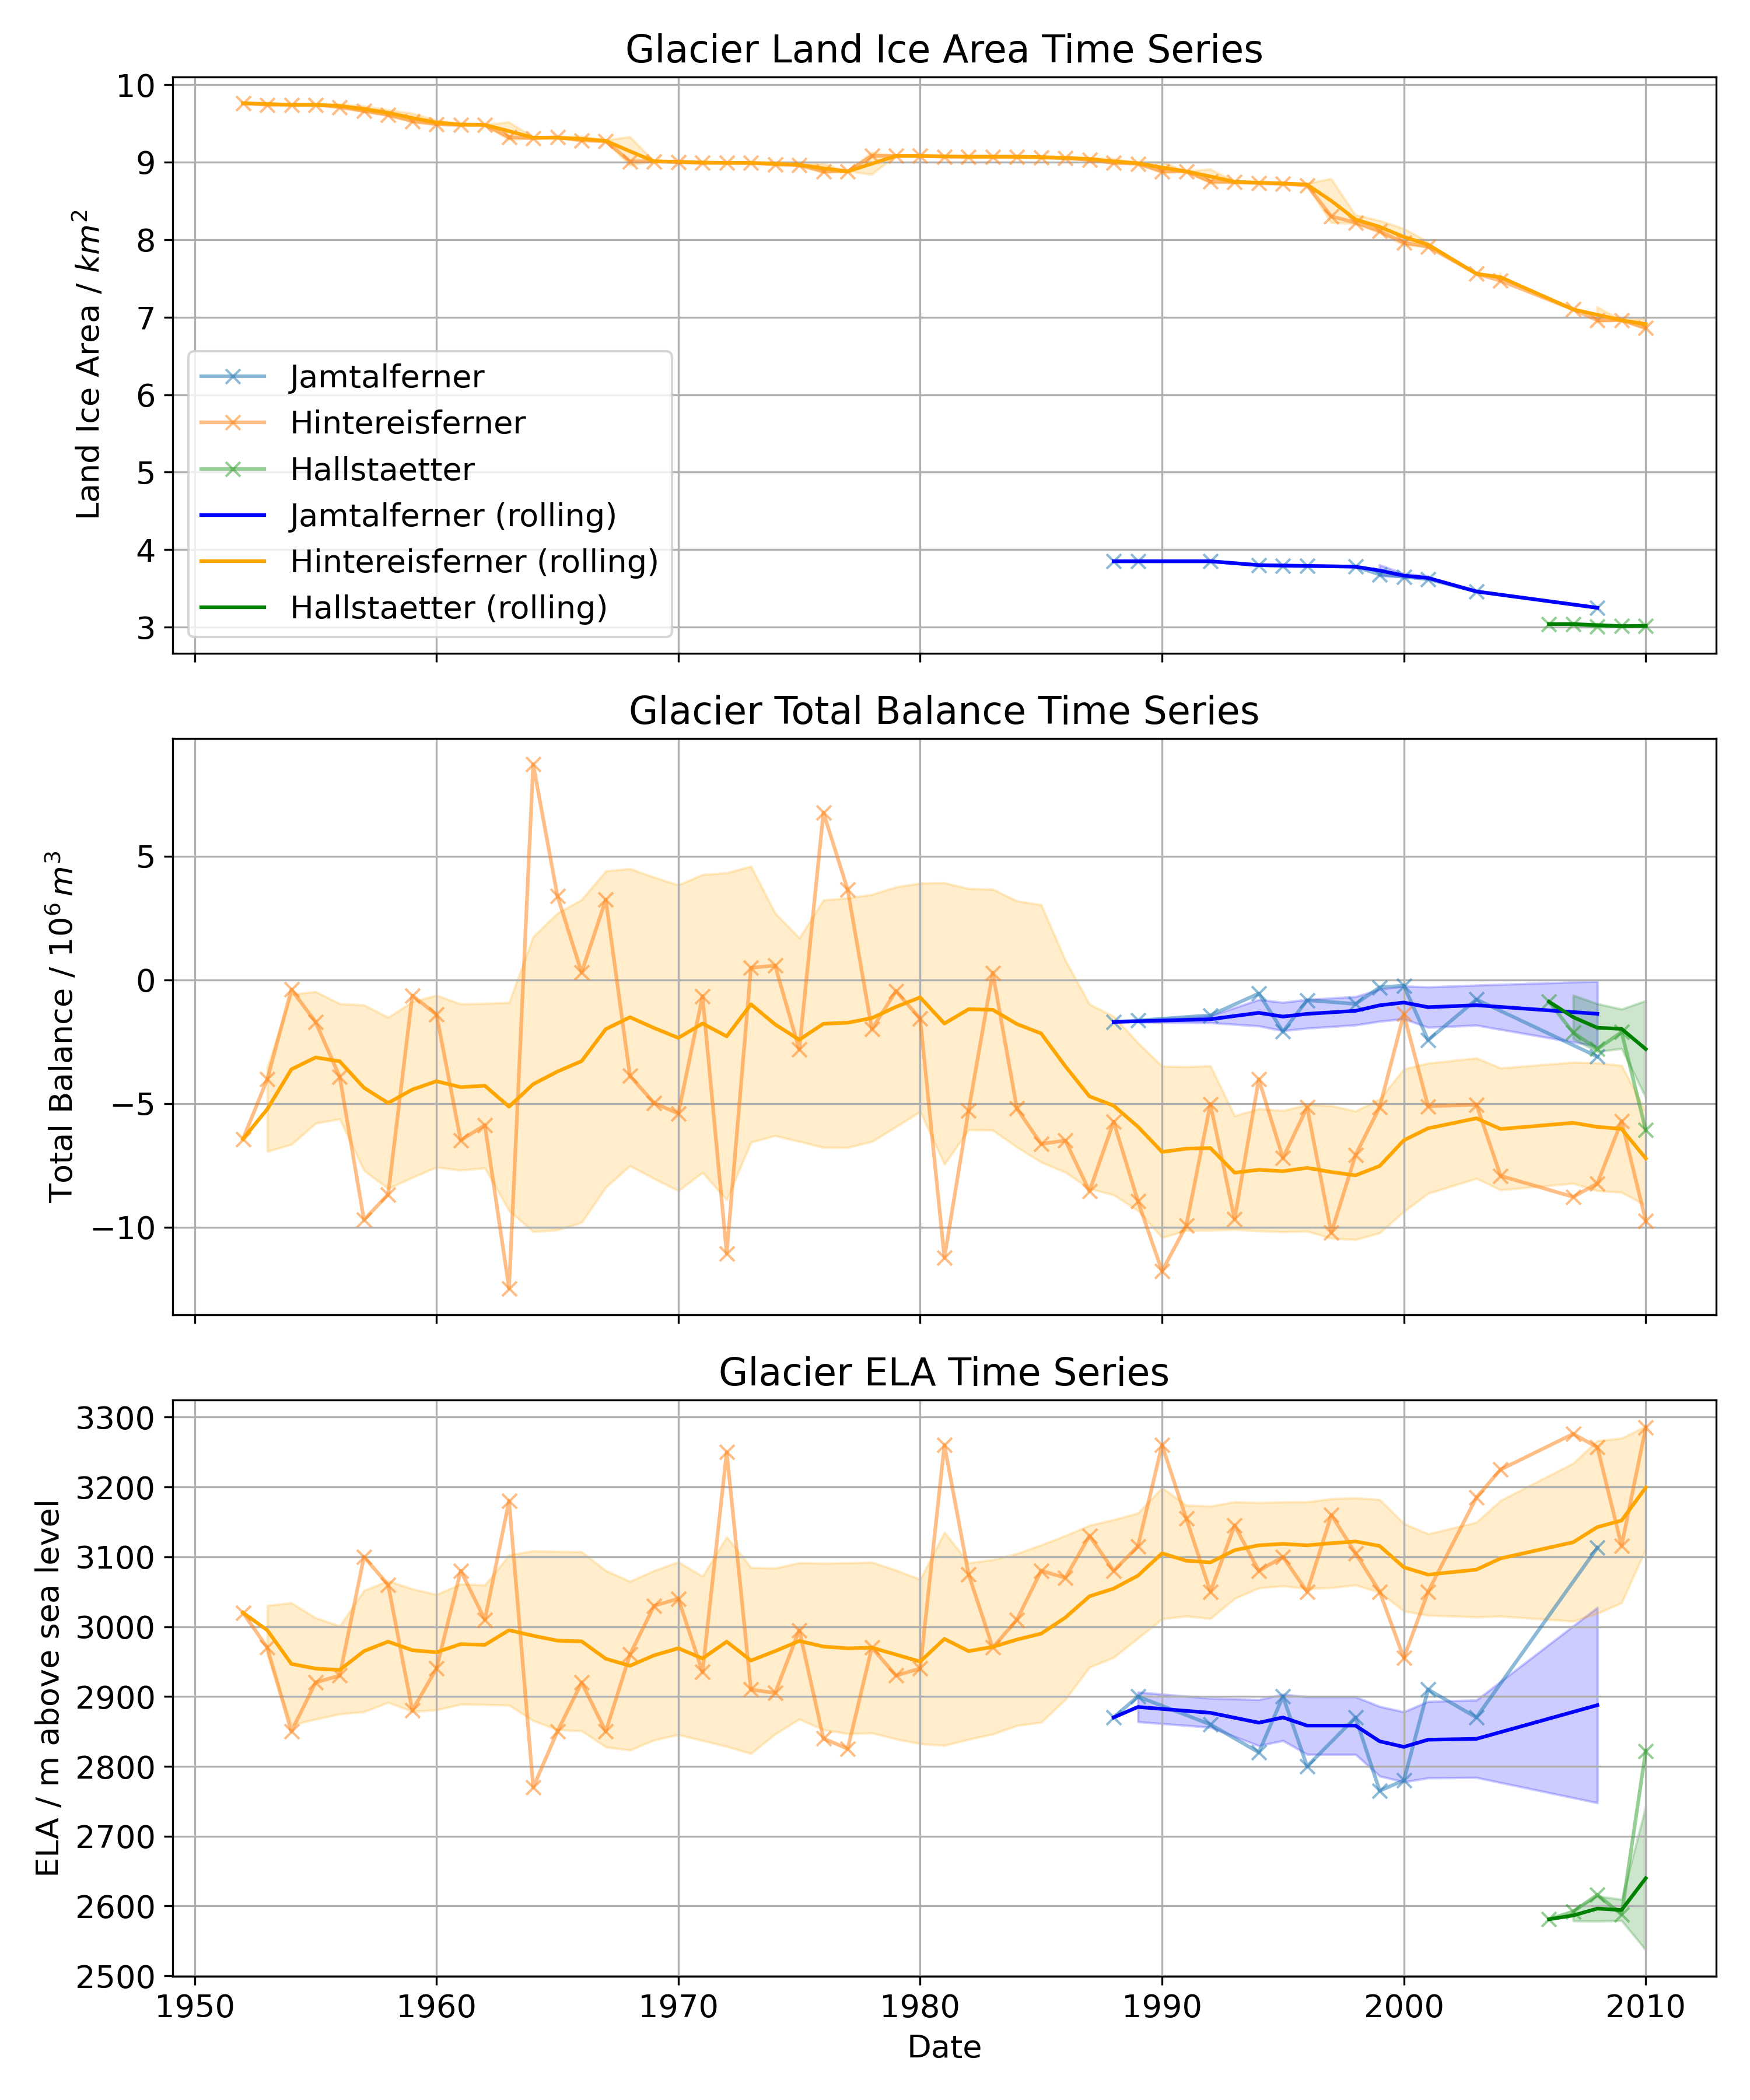 Glacier Land Ice Area Time Series
Land Ice Area / km²
10
9
8
7
6
5
4
3
Jamtalferner
Hintereisferner
Hallstaetter
Jamtalferner (rolling)
Hintereisferner (rolling)
Hallstaetter (rolling)
Glacier Total Balance Time Series
Total Balance / 10⁶ m³
5
0
−5
−10
Glacier ELA Time Series
ELA / m above sea level
3300
3200
3100
3000
2900
2800
2700
2600
2500
1950 1960 1970 1980 1990 2000 2010
Date